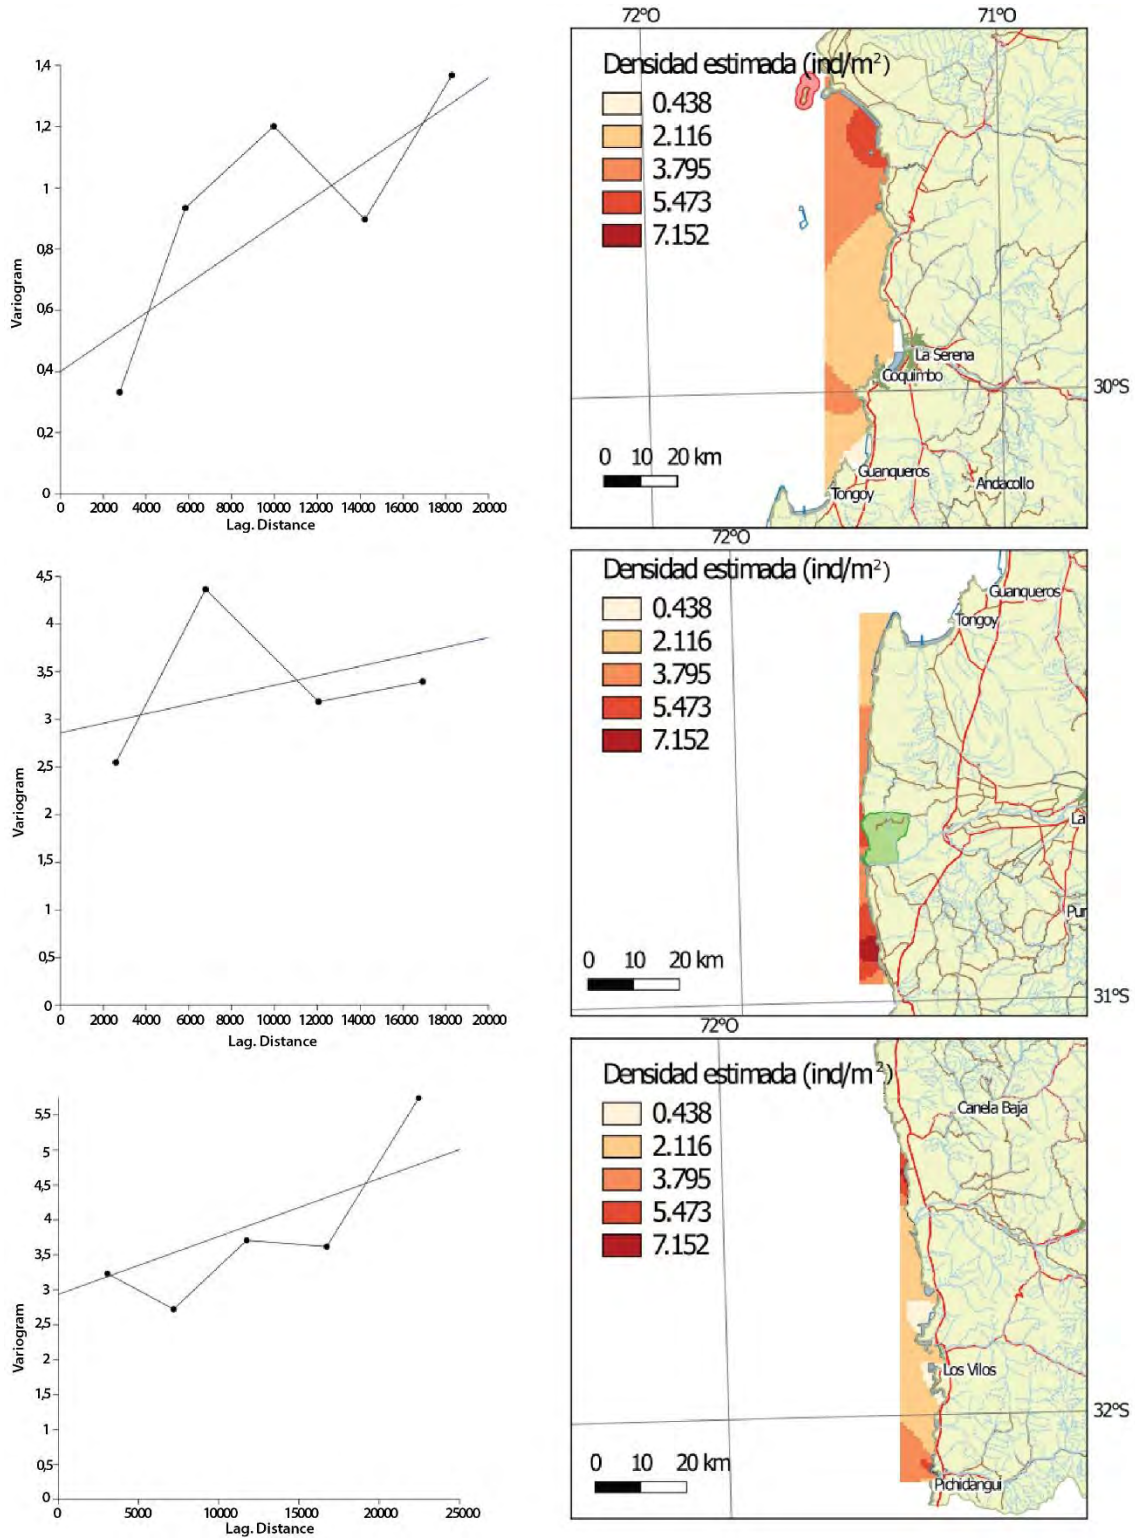 1,4
1,2
1
0,8
0,6
0,4
0,2
0
Variogram
0 2000 4000 6000 8000 10000 12000 14000 16000 18000 20000
Lag. Distance
72°O 71°O
Densidad estimada (ind/m²)
0.438
2.116
3.795
5.473
7.152
La Serena
Coquimbo
30°S
0 10 20 km
Guanqueros
Andacollo
Tongoy
4,5
4
3,5
3
2,5
2
1,5
1
0,5
0
Variogram
0 2000 4000 6000 8000 10000 12000 14000 16000 18000 20000
Lag. Distance
72°O
Densidad estimada (ind/m²)
0.438
2.116
3.795
5.473
7.152
Guanqueros
Tongoy
La
Pur
0 10 20 km
31°S
5,5
5
4,5
4
3,5
3
2,5
2
1,5
1
0,5
0
Variogram
0 5000 10000 15000 20000 25000
Lag. Distance
72°O
Densidad estimada (ind/m²)
0.438
2.116
3.795
5.473
7.152
Canela Baja
Los Vilos
32°S
0 10 20 km
Pichidangui